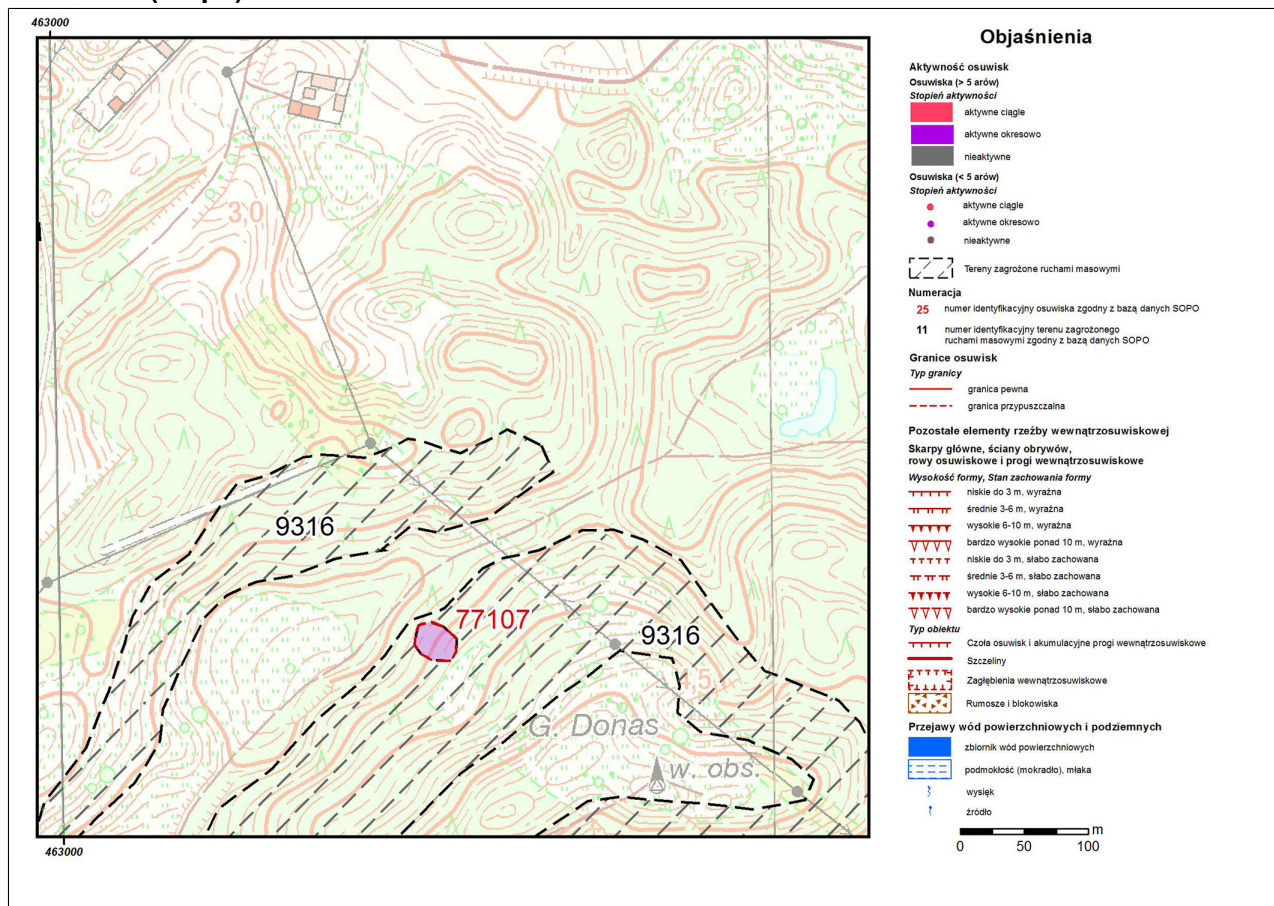 463000
Objaśnienia
Aktywność osuwisk
Osuwiska (> 5 arów)
Stopień aktywności
aktywne ciągle
aktywne okresowo
nieaktywne
Osuwiska (< 5 arów)
Stopień aktywności
aktywne ciągle
aktywne okresowo
nieaktywne
Tereny zagrożone ruchami masowymi
Numeracja
25 numer identyfikacyjny osuwiska zgodny z bazą danych SOPO
11 numer identyfikacyjny terenu zagrożonego
ruchami masowymi zgodny z bazą danych SOPO
Granice osuwisk
Typ granicy
granica pewna
granica przypuszczalna
Pozostałe elementy rzeźby wewnątrzosuwiskowej
Skarpy główne, ściany obrywów,
rowy osuwiskowe i progi wewnątrzosuwiskowe
Wysokość formy, Stan zachowania formy
niskie do 3 m, wyraźna
średnie 3-6 m, wyraźna
wysokie 6-10 m, wyraźna
bardzo wysokie ponad 10 m, wyraźna
niskie do 3 m, słabo zachowana
średnie 3-6 m, słabo zachowana
wysokie 6-10 m, słabo zachowana
bardzo wysokie ponad 10 m, słabo zachowana
Typ obiektu
Czoła osuwisk i akumulacyjne progi wewnątrzosuwiskowe
Szczeliny
Zagłębienia wewnątrzosuwiskowe
Rumosze i blokowiska
Przejawy wód powierzchniowych i podziemnych
zbiornik wód powierzchniowych
podmokłość (mokradło), młaka
wysięk
źródło
m
0 50 100
3.0
9316
77107
9316
G. Donas
w. obs.
463000